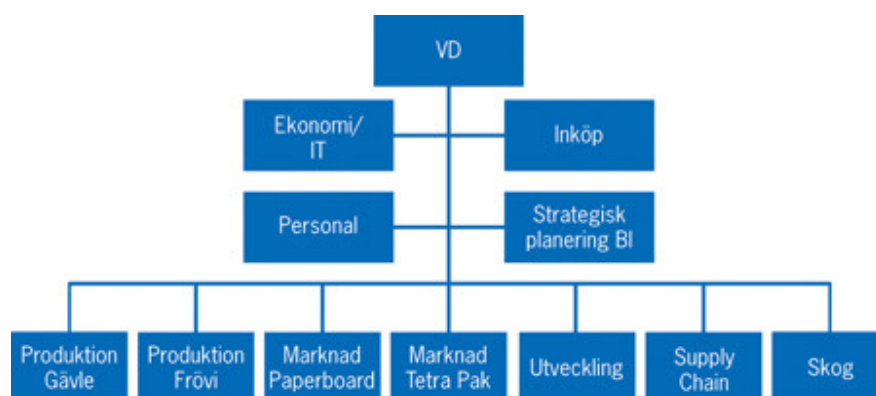 VD
Ekonomi/
IT
Inköp
Personal
Strategisk
planering BI
Produktion
Gävle
Produktion
Frövi
Marknad
Paperboard
Marknad
Tetra Pak
Utveckling
Supply
Chain
Skog